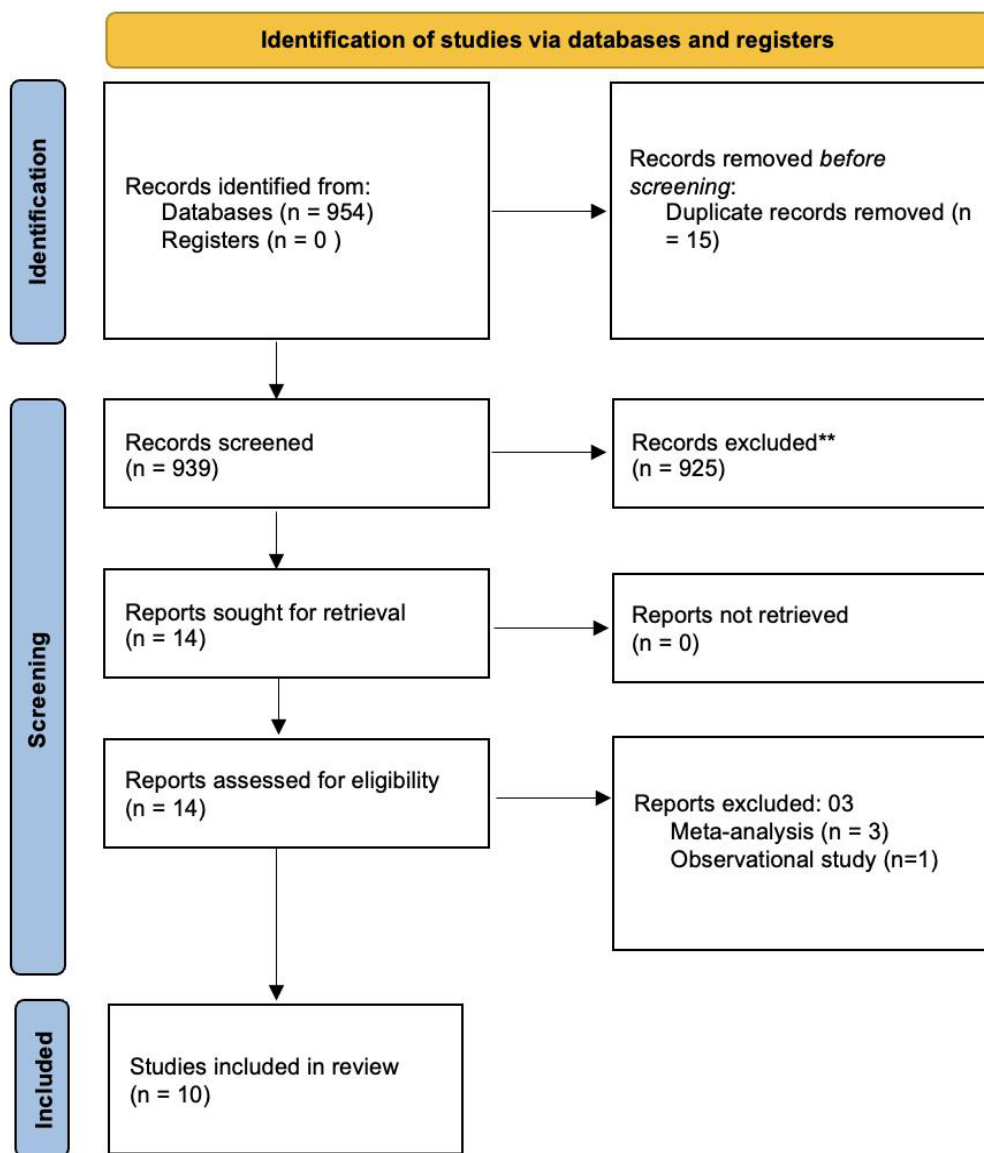 Identification of studies via databases and registers
Identification
Records identified from:
Databases (n = 954)
Registers (n = 0 )
Records removed before
screening:
Duplicate records removed (n
= 15)
Screening
Records screened
(n = 939)
Records excluded**
(n = 925)
Reports sought for retrieval
(n = 14)
Reports not retrieved
(n = 0)
Reports assessed for eligibility
(n = 14)
Reports excluded: 03
Meta-analysis (n = 3)
Observational study (n=1)
Included
Studies included in review
(n = 10)